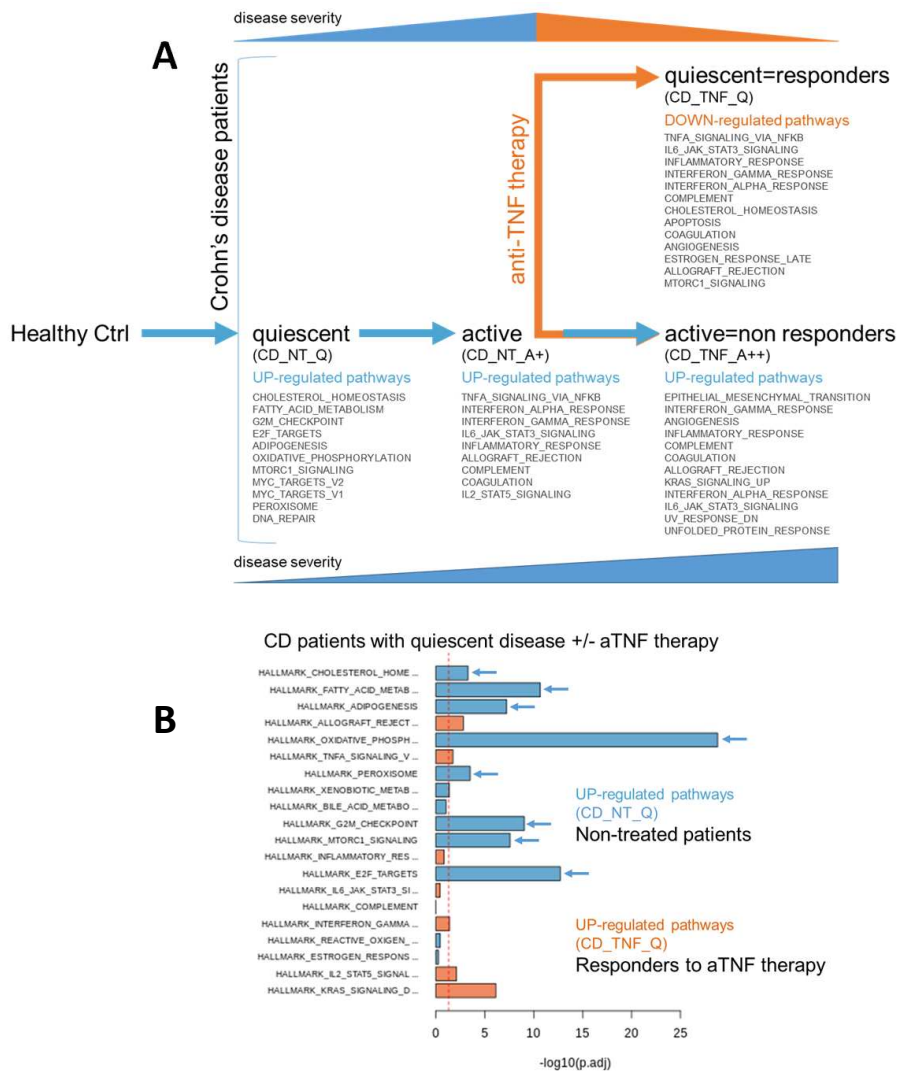 disease severity
A
Crohn's disease patients
anti-TNF therapy
quiescent=responders
(CD_TNF_Q)
DOWN-regulated pathways
TNFA_SIGNALING_VIA_NFKB
IL6_JAK_STAT3_SIGNALING
INFLAMMATORY_RESPONSE
INTERFERON_GAMMA_RESPONSE
INTERFERON_ALPHA_RESPONSE
COMPLEMENT
CHOLESTEROL_HOMEOSTASIS
APOPTOSIS
COAGULATION
ANGIOGENESIS
ESTROGEN_RESPONSE_LATE
ALLOGRAFT_REJECTION
MTORC1_SIGNALING
Healthy Ctrl
quiescent
(CD_NT_Q)
UP-regulated pathways
CHOLESTEROL_HOMEOSTASIS
FATTY_ACID_METABOLISM
G2M_CHECKPOINT
E2F_TARGETS
ADIPOGENESIS
OXIDATIVE_PHOSPHORYLATION
MTORC1_SIGNALING
MYC_TARGETS_V2
MYC_TARGETS_V1
PEROXISOME
DNA_REPAIR
active
(CD_NT_A+)
UP-regulated pathways
TNFA_SIGNALING_VIA_NFKB
INTERFERON_ALPHA_RESPONSE
INTERFERON_GAMMA_RESPONSE
IL6_JAK_STAT3_SIGNALING
INFLAMMATORY_RESPONSE
ALLOGRAFT_REJECTION
COMPLEMENT
COAGULATION
IL2_STAT5_SIGNALING
active=non responders
(CD_TNF_A++)
UP-regulated pathways
EPITHELIAL_MESENCHYMAL_TRANSITION
INTERFERON_GAMMA_RESPONSE
ANGIOGENESIS
INFLAMMATORY_RESPONSE
COMPLEMENT
COAGULATION
ALLOGRAFT_REJECTION
KRAS_SIGNALING_UP
INTERFERON_ALPHA_RESPONSE
IL6_JAK_STAT3_SIGNALING
UV_RESPONSE_DN
UNFOLDED_PROTEIN_RESPONSE
disease severity
CD patients with quiescent disease +/- aTNF therapy
B
HALLMARK_CHOLESTEROL_HOME ...
HALLMARK_FATTY_ACID_METAB ...
HALLMARK_ADIPOGENESIS
HALLMARK_ALLOGRAFT_REJECT ...
HALLMARK_OXIDATIVE_PHOSPH ...
HALLMARK_TNFA_SIGNALING_V ...
HALLMARK_PEROXISOME
HALLMARK_XENOBIOTIC_METAB ...
HALLMARK_BILE_ACID_METABO ...
HALLMARK_G2M_CHECKPOINT
HALLMARK_MTORC1_SIGNALING
HALLMARK_INFLAMMATORY_RES ...
HALLMARK_E2F_TARGETS
HALLMARK_IL6_JAK_STAT3_SI ...
HALLMARK_COMPLEMENT
HALLMARK_INTERFERON_GAMMA ...
HALLMARK_REACTIVE_OXIGEN_ ...
HALLMARK_ESTROGEN_RESPONS ...
HALLMARK_IL2_STAT5_SIGNAL ...
HALLMARK_KRAS_SIGNALING_D ...
UP-regulated pathways
(CD_NT_Q)
Non-treated patients
UP-regulated pathways
(CD_TNF_Q)
Responders to aTNF therapy
0 5 10 15 20 25
-log10(p.adj)